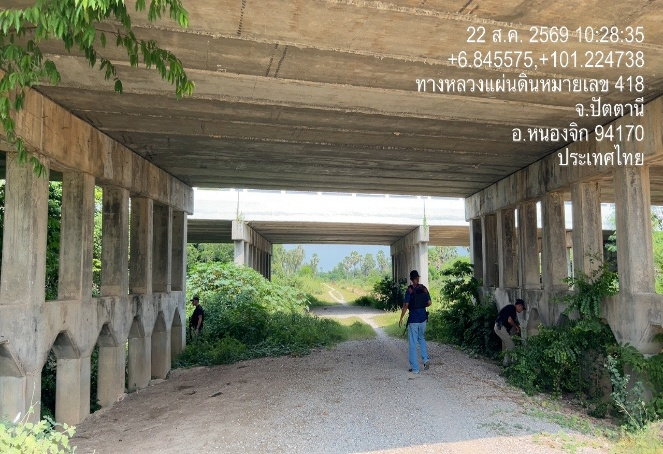 22 ส.ค. 2569 10:28:35
+6.845575,+101.224738
ทางหลวงแผ่นดินหมายเลข 418
จ.ปัตตานี
อ.หนองจิก 94170
ประเทศไทย